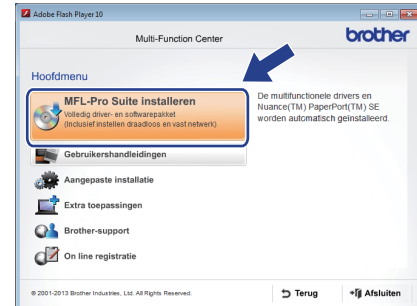 Adobe Flash Player 10
Multi-Function Center
brother
Hoofdmenu
MFL-Pro Suite installeren
Volledig driver- en softwarepakket
(Inclusief instellen draadloos en vast netwerk)
De multifunctionele drivers en
Nuance(TM) PaperPort(TM) SE
worden automatisch geïnstalleerd.
Gebruikershandleidingen
Aangepaste installatie
Extra toepassingen
Brother-support
On line registratie
© 2001-2013 Brother Industries, Ltd. All Rights Reserved.
Terug
Afsluiten